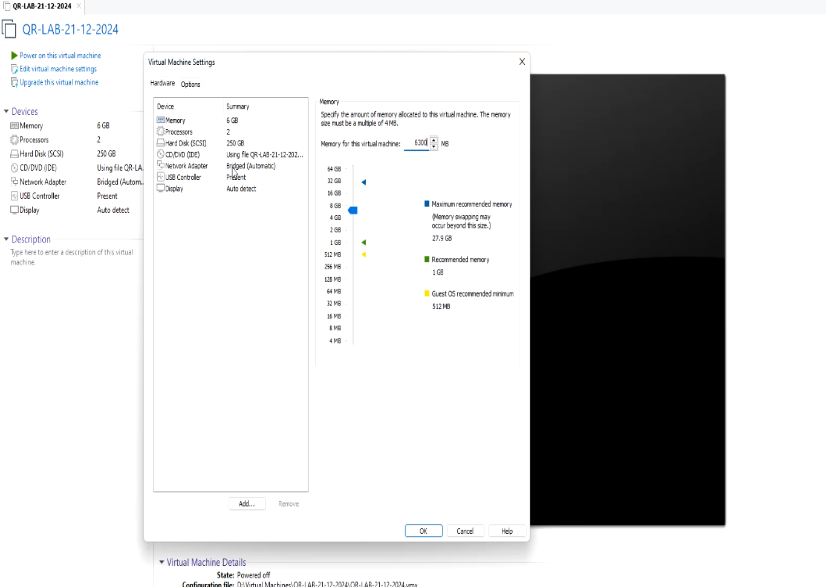 QR-LAB-21-12-2024
QR-LAB-21-12-2024
Power on this virtual machine
Edit virtual machine settings
Upgrade this virtual machine
Devices
Memory 6 GB
Processors 2
Hard Disk (SCSI) 250 GB
CD/DVD (IDE) Using file QR-LA
Network Adapter Bridged (Autom..
USB Controller Present
Display Auto detect
Description
Type here to enter a description of this virtual
machine.
Virtual Machine Settings
Hardware Options
Device Summary
Memory 6 GB
Processors 2
Hard Disk (SCSI) 250 GB
CD/DVD (IDE) Using file QR-LAB-21-12-202...
Network Adapter Bridged (Automatic)
USB Controller Present
Display Auto detect
Add... Remove
Memory
Specify the amount of memory allocated to this virtual machine. The memory
size must be a multiple of 4 MB.
Memory for this virtual machine: 6300 MB
64 GB
32 GB
16 GB
8 GB
4 GB
2 GB
1 GB
512 MB
256 MB
128 MB
64 MB
32 MB
16 MB
8 MB
4 MB
Maximum recommended memory
(Memory swapping may
occur beyond this size.)
27.9 GB
Recommended memory
1 GB
Guest OS recommended minimum
512 MB
OK Cancel Help
Virtual Machine Details
State: Powered off
Configuration file: D:\Virtual Machines\QR-LAB-21-12-2024\QR-LAB-21-12-2024.vmx